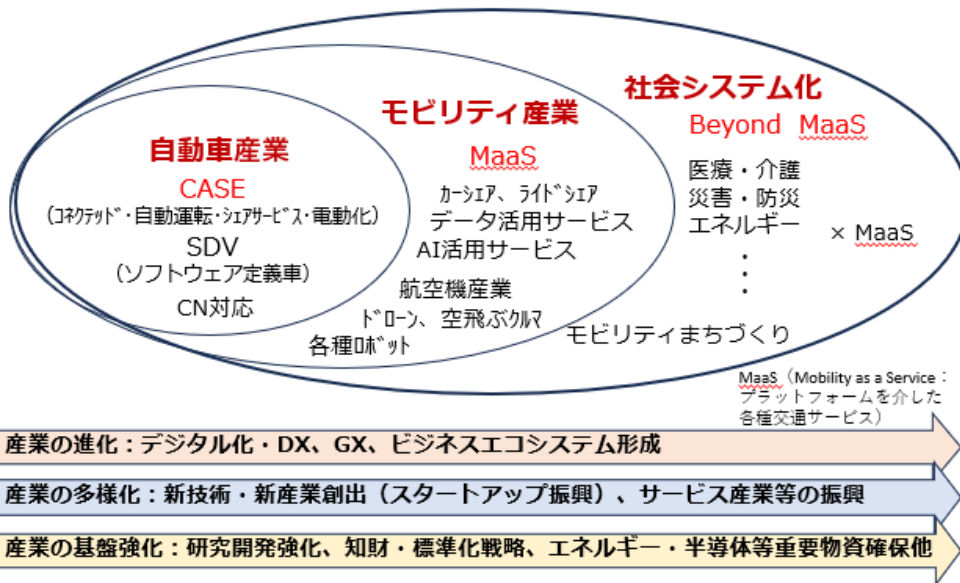 自動車産業
CASE
（ｺﾈｸﾃｯﾄﾞ・自動運転・ｼｪｱｻｰﾋﾞｽ・電動化）
SDV
（ソフトウェア定義車）
CN対応
モビリティ産業
MaaS
ｶｰｼｪｱ、ﾗｲﾄﾞｼｪｱ
データ活用サービス
AI活用サービス
航空機産業
ﾄﾞﾛｰﾝ、空飛ぶｸﾙﾏ
各種ﾛﾎﾞｯﾄ
社会システム化
Beyond MaaS
医療・介護
災害・防災
エネルギー
× MaaS
・
・
・
モビリティまちづくり
MaaS（Mobility as a Service：
プラットフォームを介した
各種交通サービス）
産業の進化：デジタル化・DX、GX、ビジネスエコシステム形成
産業の多様化：新技術・新産業創出（スタートアップ振興）、サービス産業等の振興
産業の基盤強化：研究開発強化、知財・標準化戦略、エネルギー・半導体等重要物資確保他